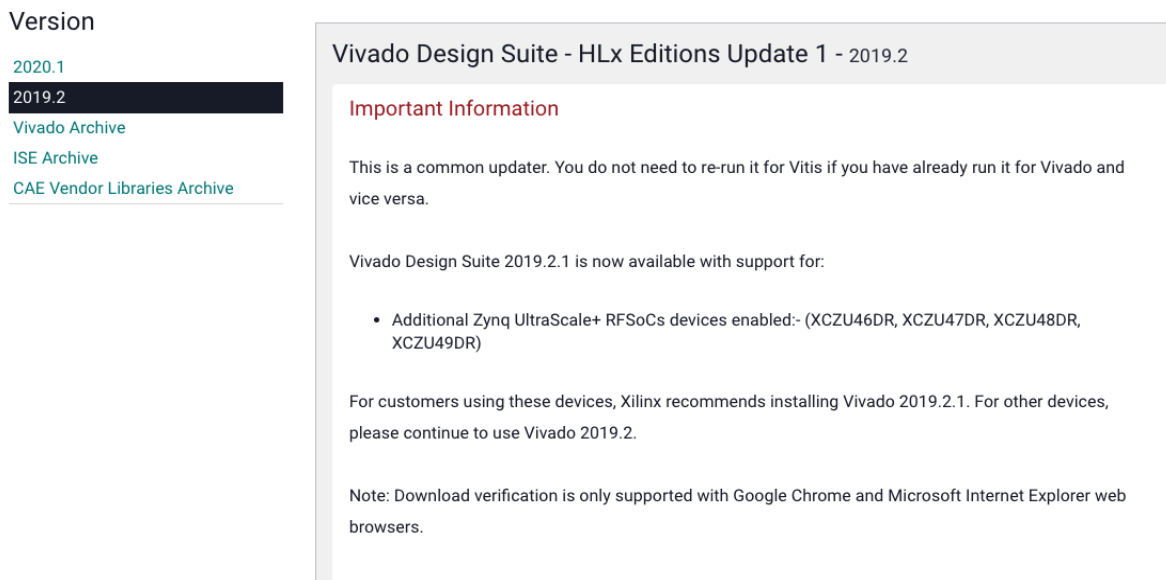 Version
2020.1
2019.2
Vivado Archive
ISE Archive
CAE Vendor Libraries Archive
Vivado Design Suite - HLx Editions Update 1 - 2019.2
Important Information
This is a common updater. You do not need to re-run it for Vitis if you have already run it for Vivado and
vice versa.
Vivado Design Suite 2019.2.1 is now available with support for:
• Additional Zynq UltraScale+ RFSoCs devices enabled:- (XCZU46DR, XCZU47DR, XCZU48DR,
XCZU49DR)
For customers using these devices, Xilinx recommends installing Vivado 2019.2.1. For other devices,
please continue to use Vivado 2019.2.
Note: Download verification is only supported with Google Chrome and Microsoft Internet Explorer web
browsers.